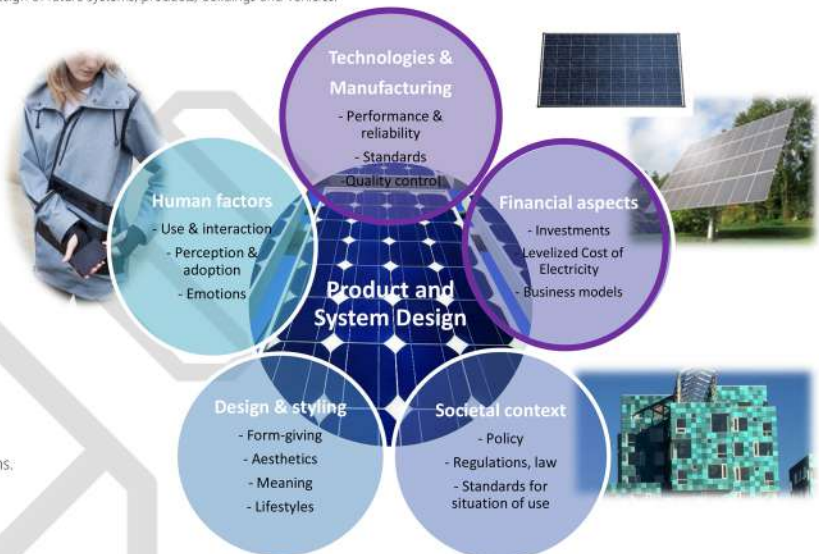 design of future systems, products, buildings and vehicles.
Technologies &
Manufacturing
- Performance &
reliability
- Standards
-Quality control
Human factors
- Use & interaction
- Perception &
adoption
- Emotions
Financial aspects
- Investments
-Levelized Cost of
Electricity
- Business models
Product and
System Design
Design & styling
- Form-giving
- Aesthetics
- Meaning
- Lifestyles
Societal context
- Policy
- Regulations, law
- Standards for
situation of use